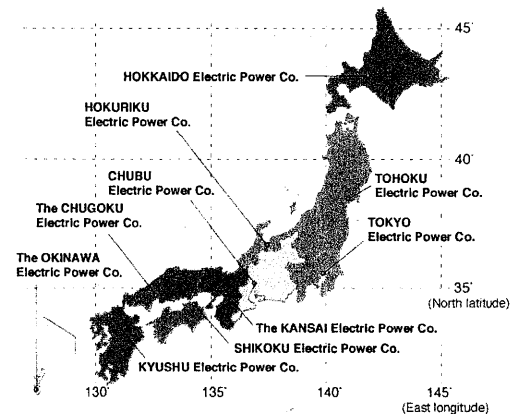 45°
HOKKAIDO Electric Power Co.
HOKURIKU
Electric Power Co.
40°
CHUBU
Electric Power Co.
TOHOKU
Electric Power Co.
The CHUGOKU
Electric Power Co.
TOKYO
Electric Power Co.
The OKINAWA
Electric Power Co.
35°
(North latitude)
The KANSAI Electric Power Co.
SHIKOKU Electric Power Co.
KYUSHU Electric Power Co.
130°
135°
140°
145°
(East longitude)